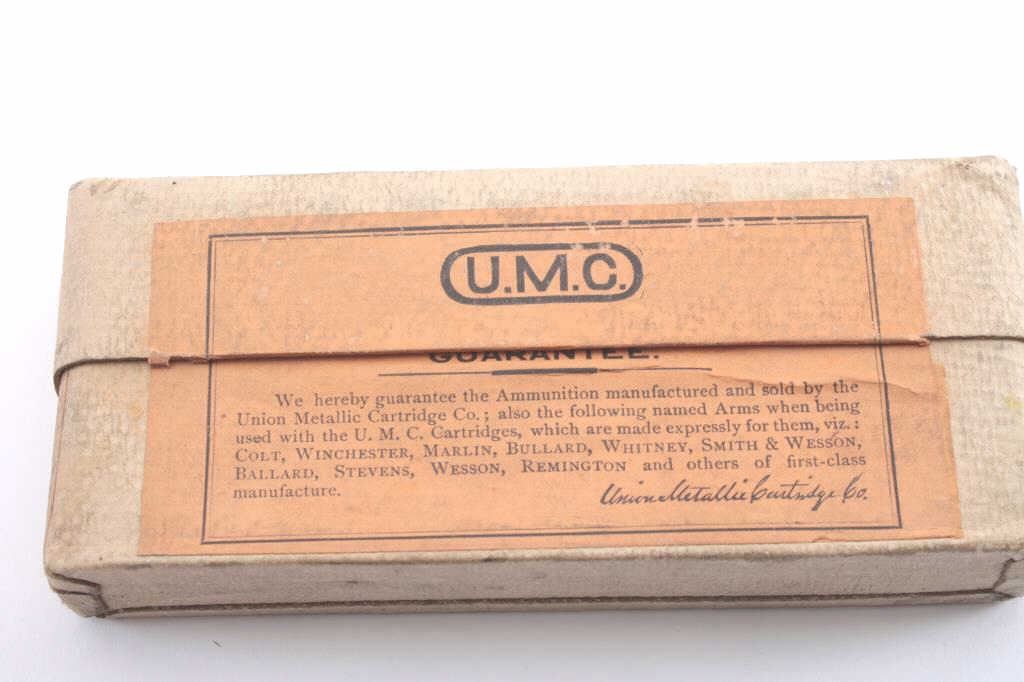 U.M.C.
GUARANTEE.
We hereby guarantee the Ammunition manufactured and sold by the
Union Metallic Cartridge Co.; also the following named Arms when being
used with the U. M. C. Cartridges, which are made expressly for them, viz.:
COLT, WINCHESTER, MARLIN, BULLARD, WHITNEY, SMITH & WESSON,
BALLARD, STEVENS, WESSON, REMINGTON and others of first-class
manufacture.
Union Metallic Cartridge Co.